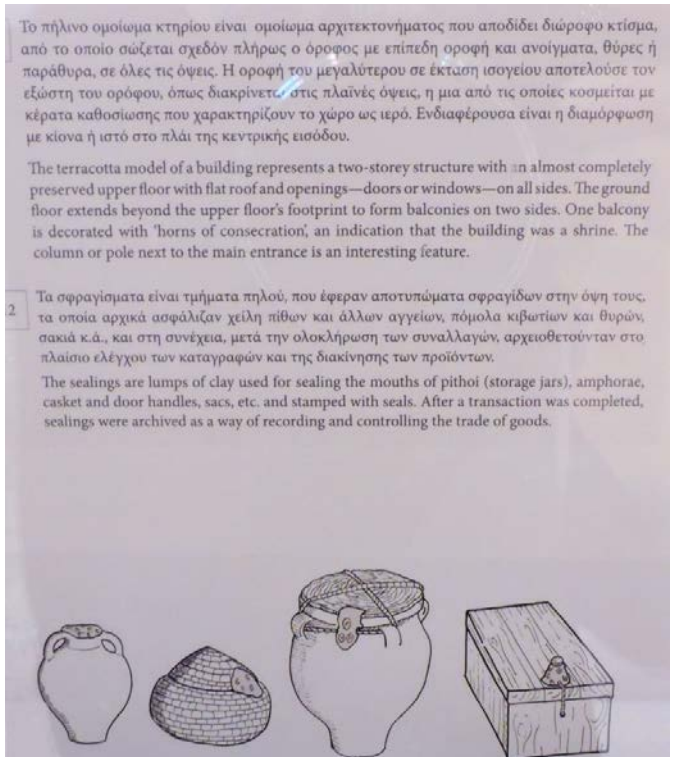 Το πήλινο ομοίωμα κτηρίου είναι ομοίωμα αρχιτεκτονήματος που αποδίδει διώροφο κτίσμα,
από το οποίο σώζεται σχεδόν πλήρως ο όροφος με επίπεδη οροφή και ανοίγματα, θύρες ή
παράθυρα, σε όλες τις όψεις. Η οροφή του μεγαλύτερου σε έκταση ισογείου αποτελούσε τον
εξώστη του ορόφου, όπως διακρίνεται στις πλαϊνές όψεις, η μια από τις οποίες κοσμείται με
κέρατα καθοσίωσης που χαρακτηρίζουν το χώρο ως ιερό. Ενδιαφέρουσα είναι η διαμόρφωση
με κίονα ή ιστό στο πλάι της κεντρικής εισόδου.
The terracotta model of a building represents a two-storey structure with an almost completely
preserved upper floor with flat roof and openings—doors or windows—on all sides. The ground
floor extends beyond the upper floor's footprint to form balconies on two sides. One balcony
is decorated with 'horns of consecration', an indication that the building was a shrine. The
column or pole next to the main entrance is an interesting feature.
2
Τα σφραγίσματα είναι τμήματα πηλού, που έφεραν αποτυπώματα σφραγίδων στην όψη τους,
τα οποία αρχικά ασφάλιζαν χείλη πίθων και άλλων αγγείων, πόμολα κιβωτίων και θυρών,
σακιά κ.ά., και στη συνέχεια, μετά την ολοκλήρωση των συναλλαγών, αρχειοθετούνταν στο
πλαίσιο ελέγχου των καταγραφών και της διακίνησης των προϊόντων.
The sealings are lumps of clay used for sealing the mouths of pithoi (storage jars), amphorae,
casket and door handles, sacs, etc. and stamped with seals. After a transaction was completed,
sealings were archived as a way of recording and controlling the trade of goods.